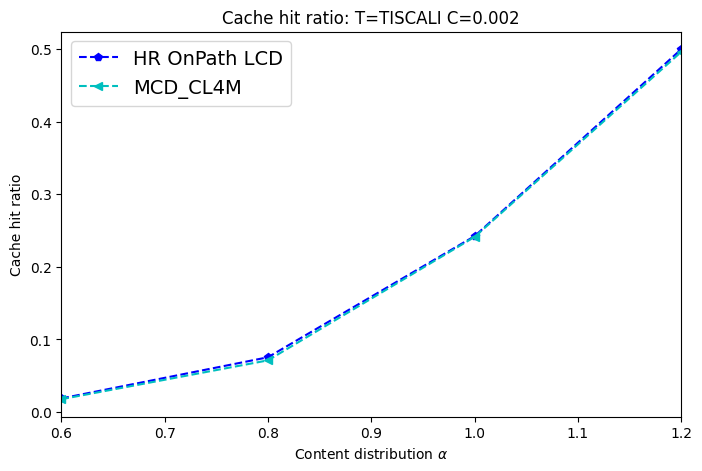 Cache hit ratio: T=TISCALI C=0.002
HR OnPath LCD
MCD_CL4M
Cache hit ratio
0.5
0.4
0.3
0.2
0.1
0.0
0.6 0.7 0.8 0.9 1.0 1.1 1.2
Content distribution α